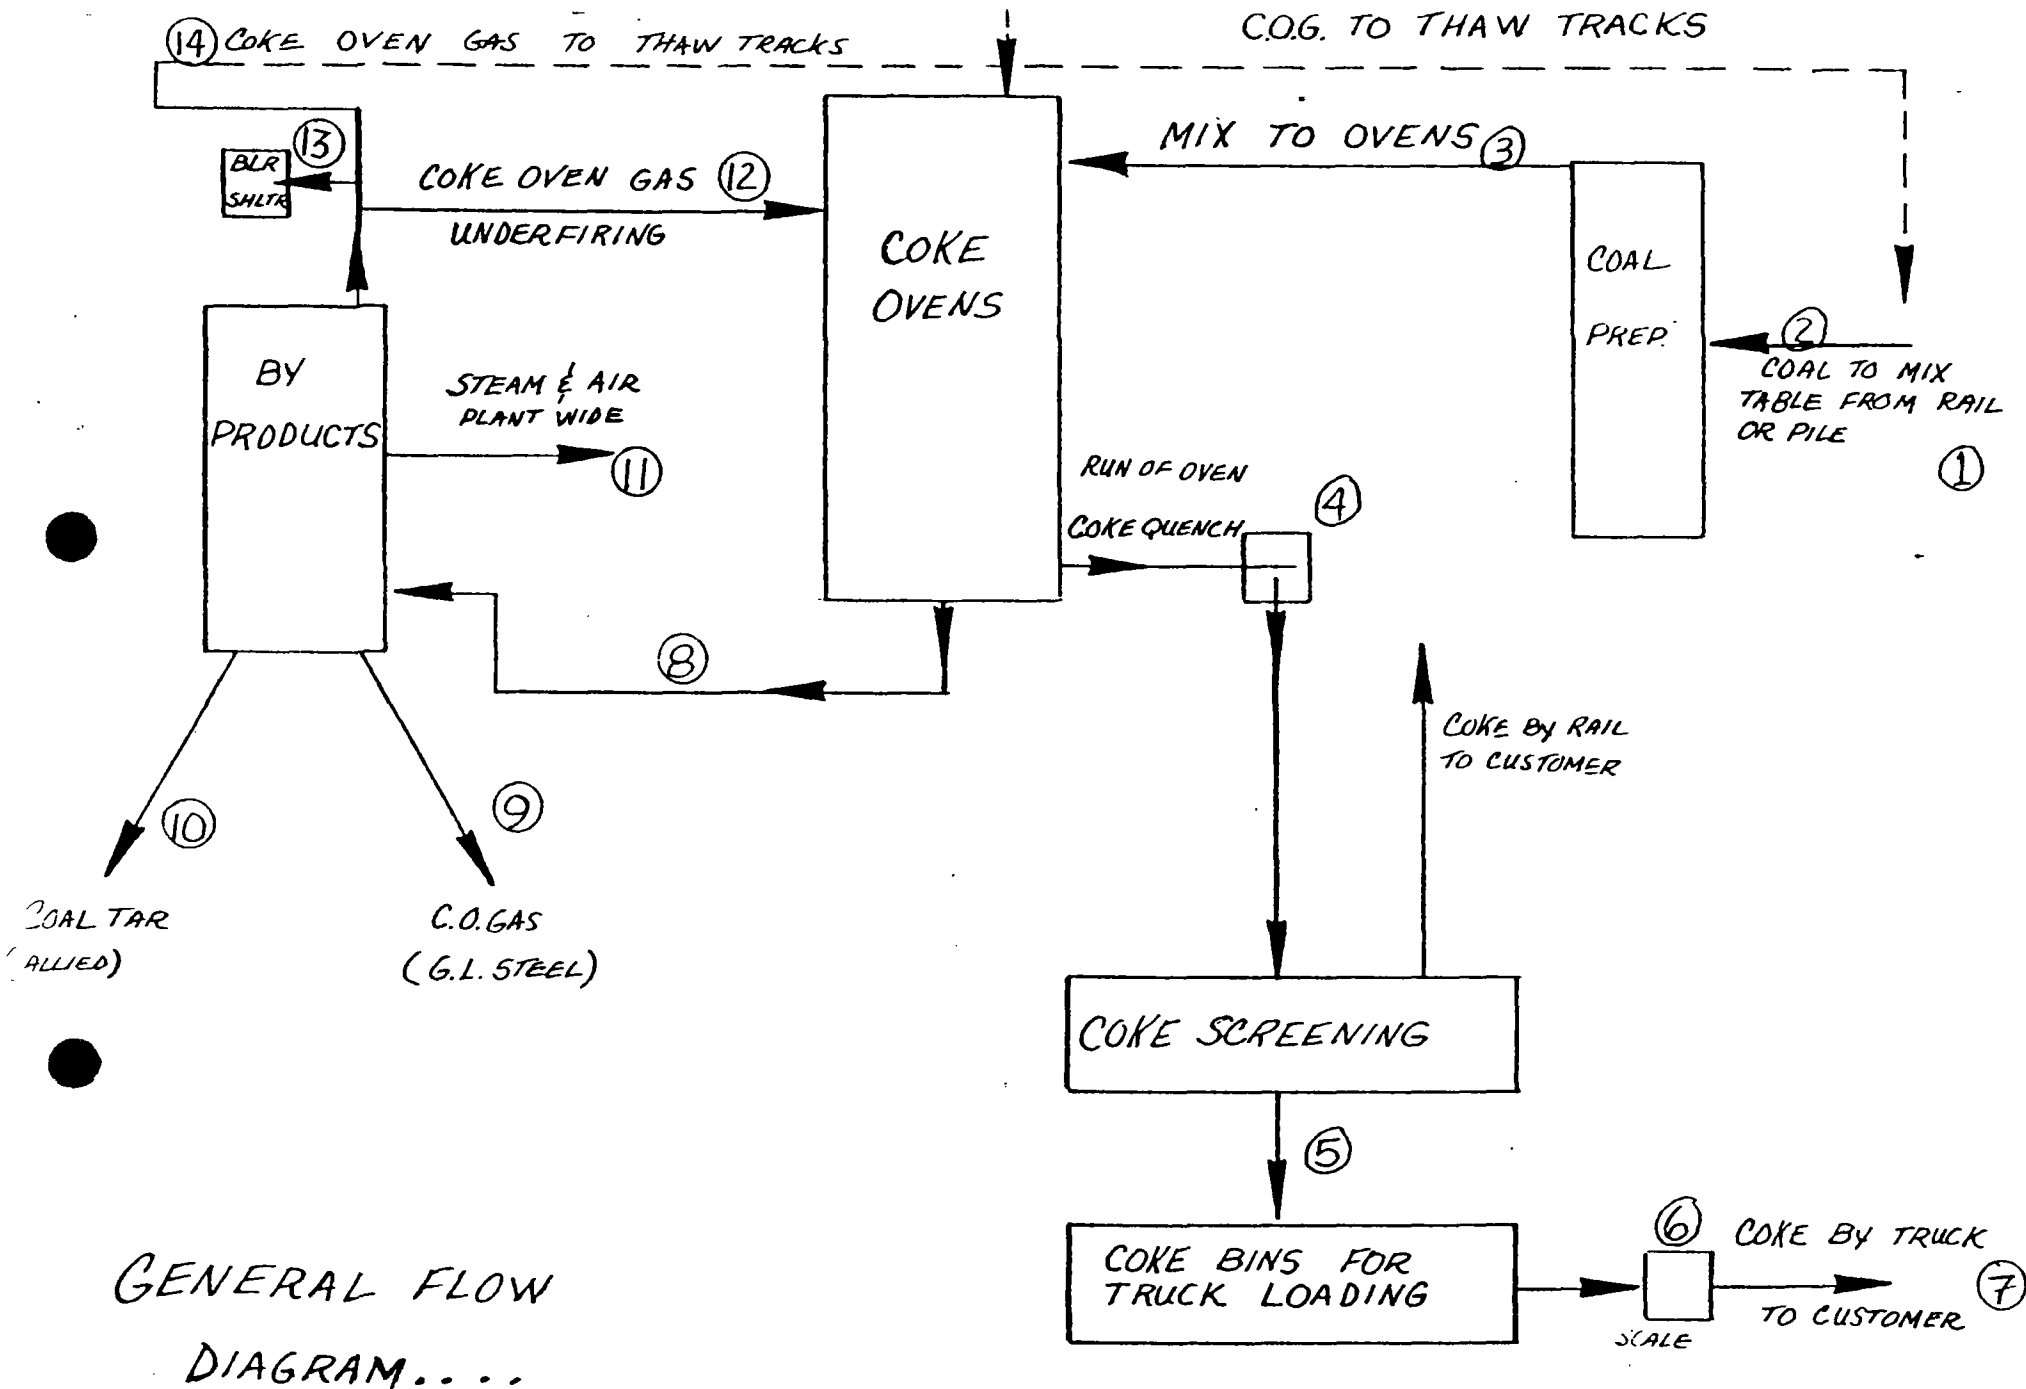 14 COKE OVEN GAS TO THAW TRACKS
C.O.G. TO THAW TRACKS
MIX TO OVENS 3
13
BLR
SHLTR
COKE OVEN GAS 12
UNDERFIRING
COKE
OVENS
COAL
PREP.
2
COAL TO MIX
TABLE FROM RAIL
OR PILE
1
BY
PRODUCTS
STEAM & AIR
PLANT WIDE
11
RUN OF OVEN
COKE QUENCH
4
8
COKE BY RAIL
TO CUSTOMER
10
9
COAL TAR
(ALLIED)
C.O. GAS
(G.L. STEEL)
COKE SCREENING
5
COKE BINS FOR
TRUCK LOADING
6
SCALE
COKE BY TRUCK
TO CUSTOMER
7
GENERAL FLOW
DIAGRAM....